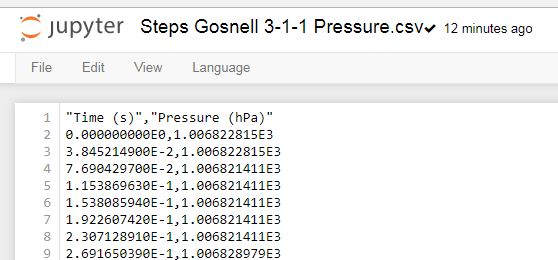 jupyter Steps Gosnell 3-1-1 Pressure.csv✔ 12 minutes ago
File Edit View Language
1 "Time (s)","Pressure (hPa)"
2 0.000000000E0,1.006822815E3
3 3.845214900E-2,1.006822815E3
4 7.690429700E-2,1.006821411E3
5 1.153869630E-1,1.006821411E3
6 1.538085940E-1,1.006821411E3
7 1.922607420E-1,1.006821411E3
8 2.307128910E-1,1.006821411E3
9 2.691650390E-1,1.006828979E3